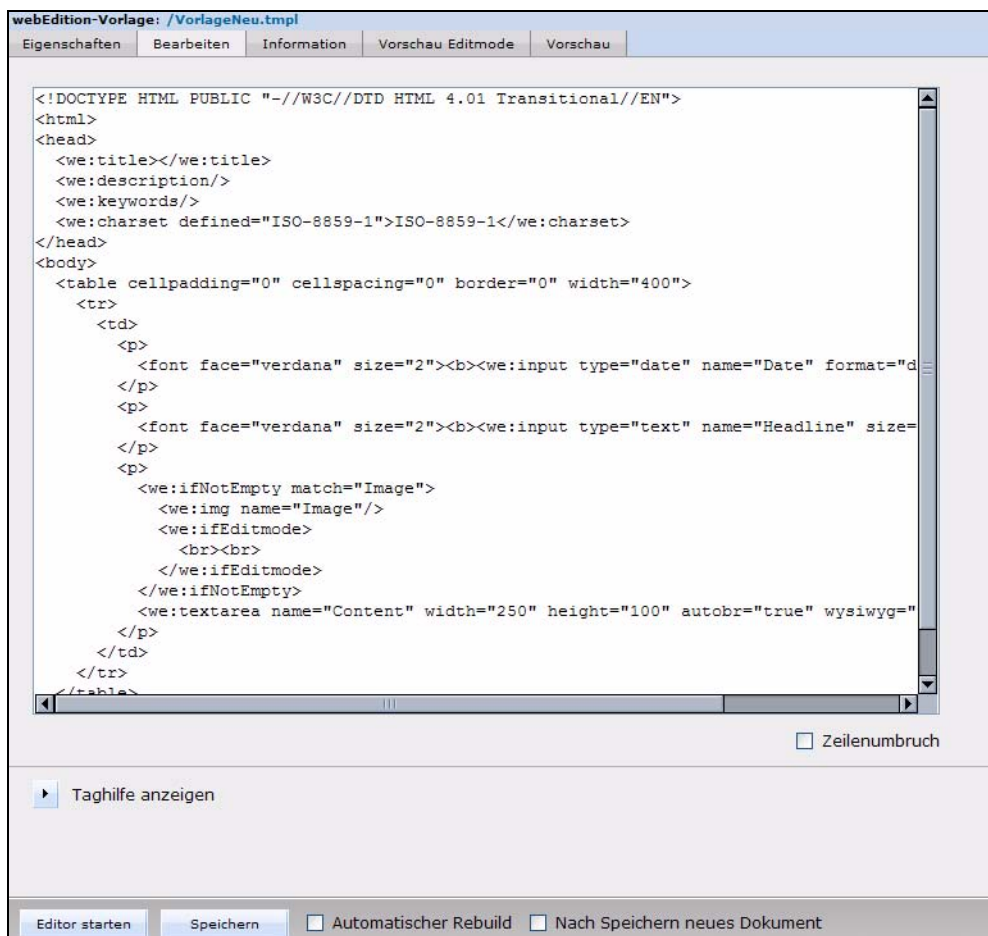 webEdition-Vorlage: /VorlageNeu.tmpl
Eigenschaften Bearbeiten Information Vorschau Editmode Vorschau
<!DOCTYPE HTML PUBLIC "-//W3C//DTD HTML 4.01 Transitional//EN">
<html>
<head>
<we:title></we:title>
<we:description/>
<we:keywords/>
<we:charset defined="ISO-8859-1">ISO-8859-1</we:charset>
</head>
<body>
<table cellpadding="0" cellspacing="0" border="0" width="400">
<tr>
<td>
<p>
<font face="verdana" size="2"><b><we:input type="date" name="Date" format="d
</p>
<p>
<font face="verdana" size="2"><b><we:input type="text" name="Headline" size=
</p>
<p>
<we:ifNotEmpty match="Image">
<we:img name="Image"/>
<we:ifEditmode>
<br><br>
</we:ifEditmode>
</we:ifNotEmpty>
<we:textarea name="Content" width="250" height="100" autobr="true" wysiwyg="
</p>
</td>
</tr>
</table>
Zeilenumbruch
Taghilfe anzeigen
Editor starten Speichern Automatischer Rebuild Nach Speichern neues Dokument